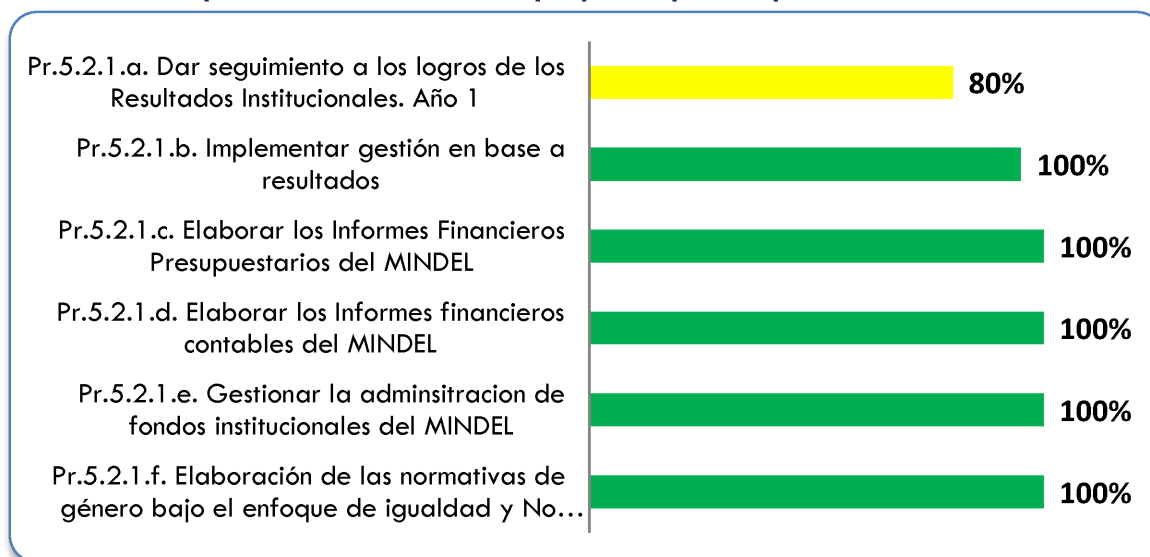 Pr.5.2.1.a. Dar seguimiento a los logros de los
Resultados Institucionales. Año 1
80%
Pr.5.2.1.b. Implementar gestión en base a
resultados
100%
Pr.5.2.1.c. Elaborar los Informes Financieros
Presupuestarios del MINDEL
100%
Pr.5.2.1.d. Elaborar los Informes financieros
contables del MINDEL
100%
Pr.5.2.1.e. Gestionar la adminsitracion de
fondos institucionales del MINDEL
100%
Pr.5.2.1.f. Elaboración de las normativas de
género bajo el enfoque de igualdad y No...
100%